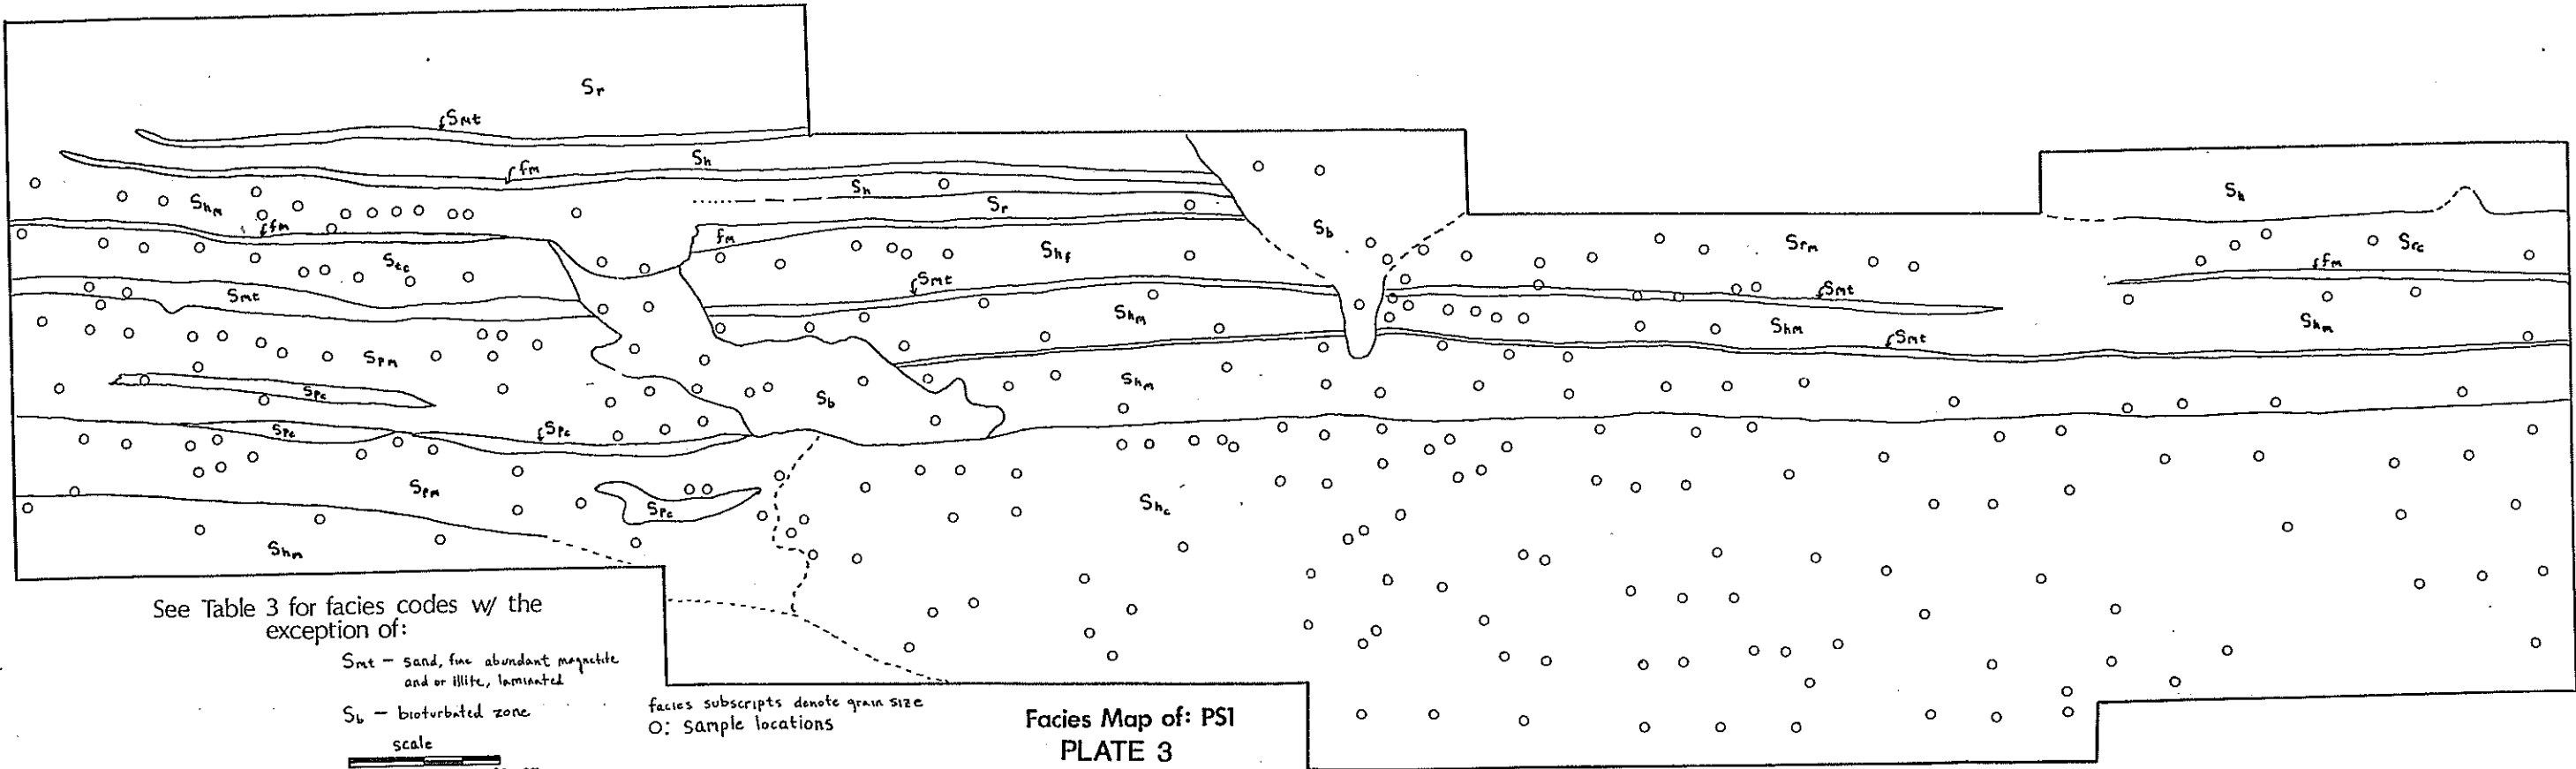 Sr
Smt
Sh
fm
Sh
Shm
Sr
fm
fm
Shf
Stc
Smt
Smt
Shm
Spm
Spc
Shm
Sb
Spc
Spc
Spm
Spc
Shc
Shm
Sb
Srm
Smt
Shm
Smt
Sh
Src
fm
Shm
See Table 3 for facies codes w/ the
exception of:
Smt - sand, fine abundant magnetite
and or illite, laminated
Sb - bioturbated zone
scale
facies subscripts denote grain size
O: Sample locations
Facies Map of: PS1
PLATE 3